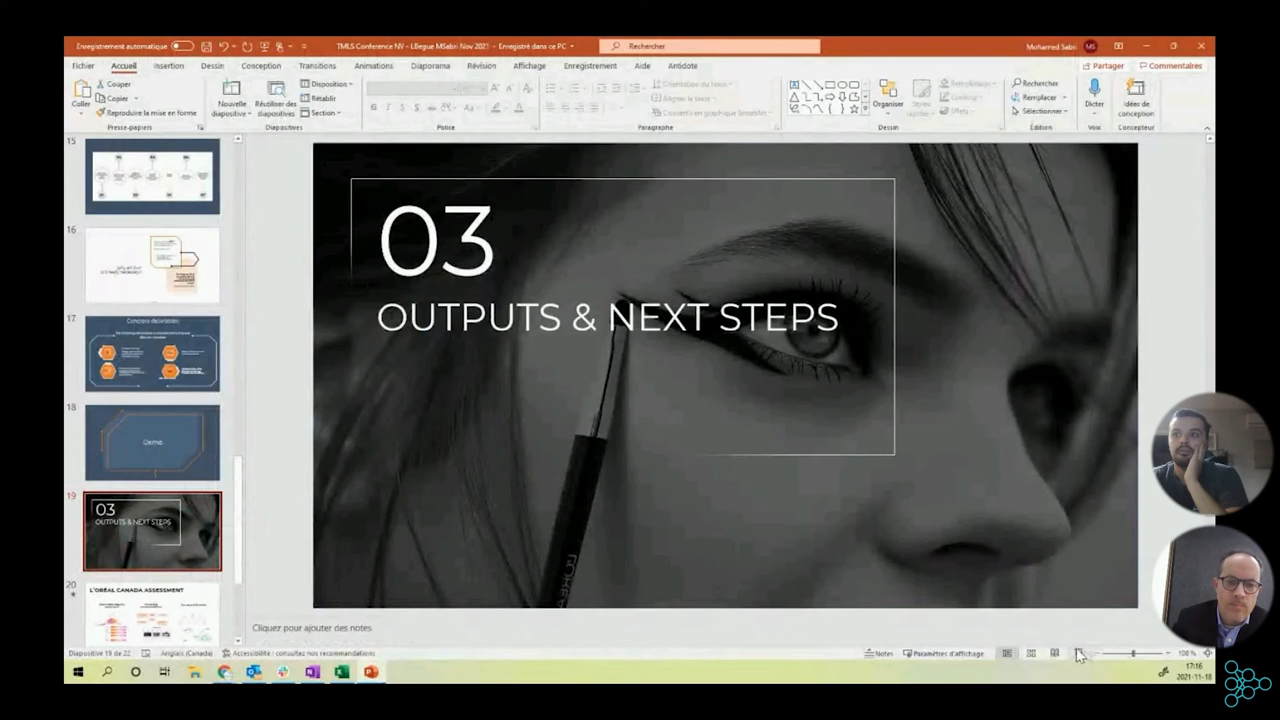 Enregistrement automatique
TMLS Conference NV - LBegue MSabri Nov 2021 - Enregistré dans ce PC
Rechercher
Mohamed Sabri
MS
Fichier
Accueil
Insertion
Dessin
Conception
Transitions
Animations
Diaporama
Révision
Affichage
Enregistrement
Aide
Antidote
Partager
Commentaires
Coller
Couper
Copier
Reproduire la mise en forme
Presse-papiers
Nouvelle
diapositive
Réutiliser des
diapositives
Disposition
Rétablir
Section
Diapositives
Police
Paragraphe
Organiser
Dessin
Rechercher
Remplacer
Sélectionner
Édition
Dicter
Voix
Idées de
conception
Concepteur
15
16
17
Concrete deliverables
18
Demo
19
03
OUTPUTS & NEXT STEPS
20
L'ORÉAL CANADA ASSESSMENT
03
OUTPUTS & NEXT STEPS
Cliquez pour ajouter des notes
Diapositive 19 de 22
Anglais (Canada)
Accessibilité : consultez nos recommandations
Notes
Paramètres d'affichage
108 %
17:16
2021-11-18